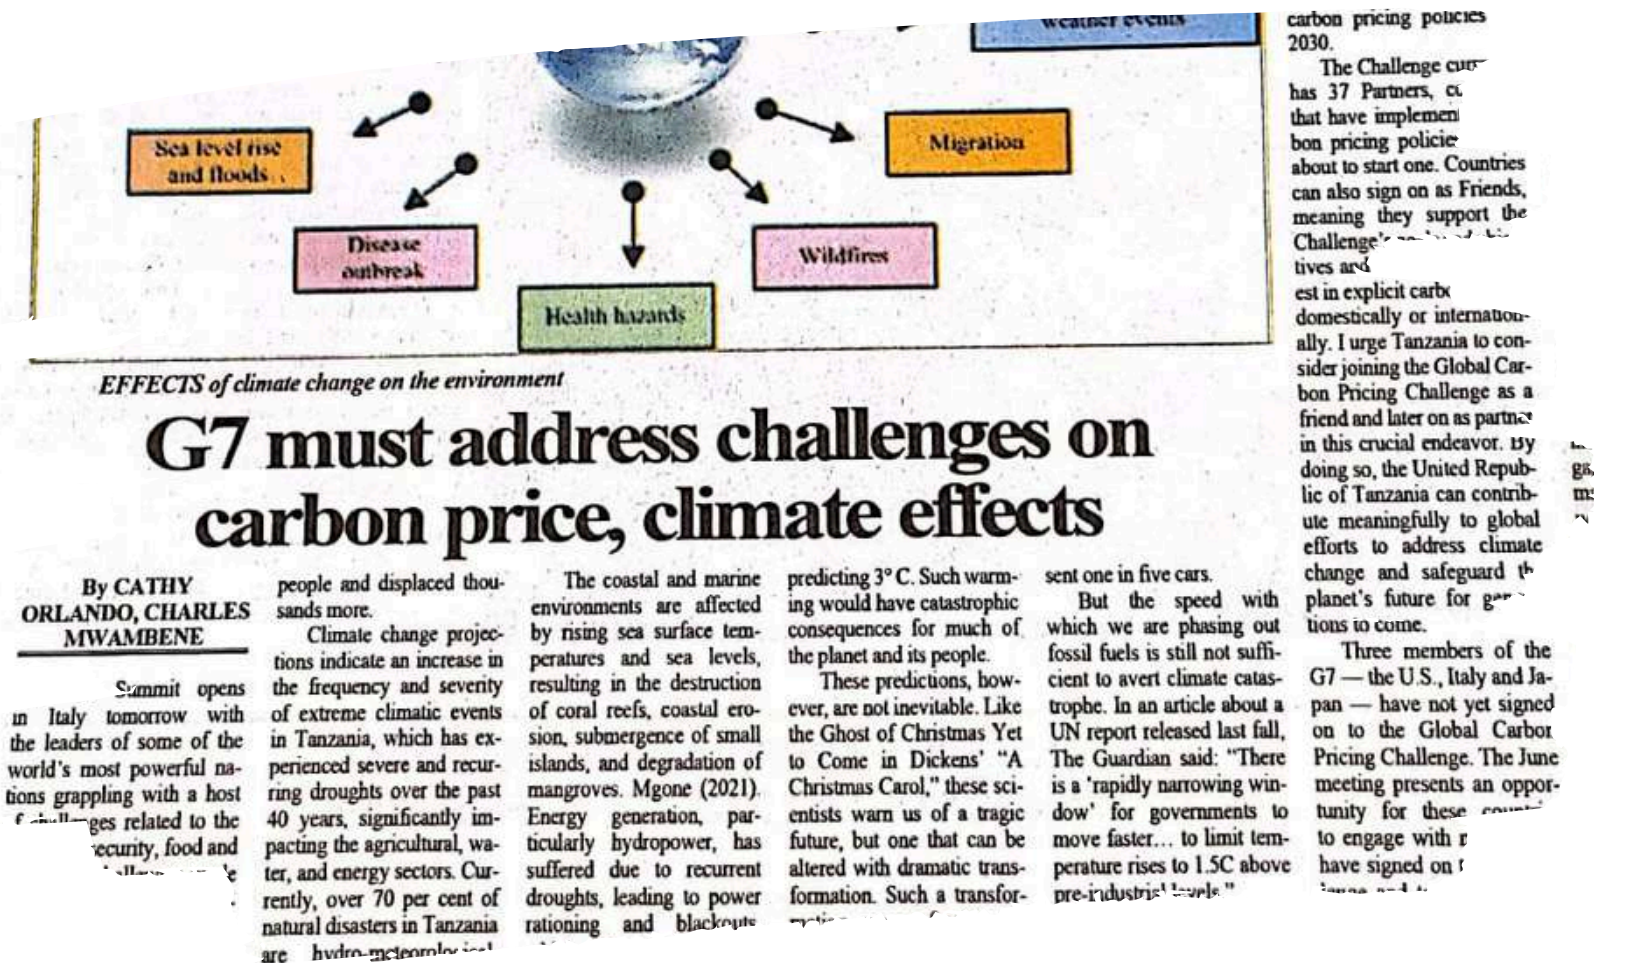 weather events
Sea level rise
and floods
Migration
Disease
outbreak
Wildfires
Health hazards
EFFECTS of climate change on the environment
G7 must address challenges on
carbon price, climate effects
By CATHY
ORLANDO, CHARLES
MWAMBENE
Summit opens
in Italy tomorrow with
the leaders of some of the
world's most powerful na-
tions grappling with a host
related to the
food and
people and displaced thou-
sands more.
Climate change projec-
tions indicate an increase in
the frequency and severity
of extreme climatic events
in Tanzania, which has ex-
perienced severe and recur-
ring droughts over the past
40 years, significantly im-
pacting the agricultural, wa-
ter, and energy sectors. Cur-
rently, over 70 per cent of
natural disasters in Tanzania
are
The coastal and marine
environments are affected
by rising sea surface tem-
peratures and sea levels,
resulting in the destruction
of coral reefs, coastal ero-
sion, submergence of small
islands, and degradation of
mangroves. Mgone (2021).
Energy generation, par-
ticularly hydropower, has
suffered due to recurrent
droughts, leading to power
rationing and blackouts
predicting 3° C. Such warm-
ing would have catastrophic
consequences for much of
the planet and its people.
These predictions, how-
ever, are not inevitable. Like
the Ghost of Christmas Yet
to Come in Dickens' “A
Christmas Carol,” these sci-
entists warn us of a tragic
future, but one that can be
altered with dramatic trans-
formation. Such a transfor-
sent one in five cars.
But the speed with
which we are phasing out
fossil fuels is still not suffi-
cient to avert climate catas-
trophe. In an article about a
UN report released last fall,
The Guardian said: “There
is a ‘rapidly narrowing win-
dow’ for governments to
move faster... to limit tem-
perature rises to 1.5C above
pre-industrial levels.”
carbon pricing policies
2030.
The Challenge
has 37 Partners,
that have
bon pricing
about to start one. Countries
can also sign on as Friends,
meaning they support the
Challenge's
tives and
est in explicit
domestically or internation-
ally. I urge Tanzania to con-
sider joining the Global Car-
bon Pricing Challenge as a
friend and later on as partner
in this crucial endeavor. By
doing so, the United Repub-
lic of Tanzania can contrib-
ute meaningfully to global
efforts to address climate
change and safeguard
planet's future for
tions to come.
Three members of the
G7 — the U.S., Italy and Ja-
pan — have not yet signed
on to the Global Carbon
Pricing Challenge. The June
meeting presents an oppor-
tunity for these
to engage with
have signed on